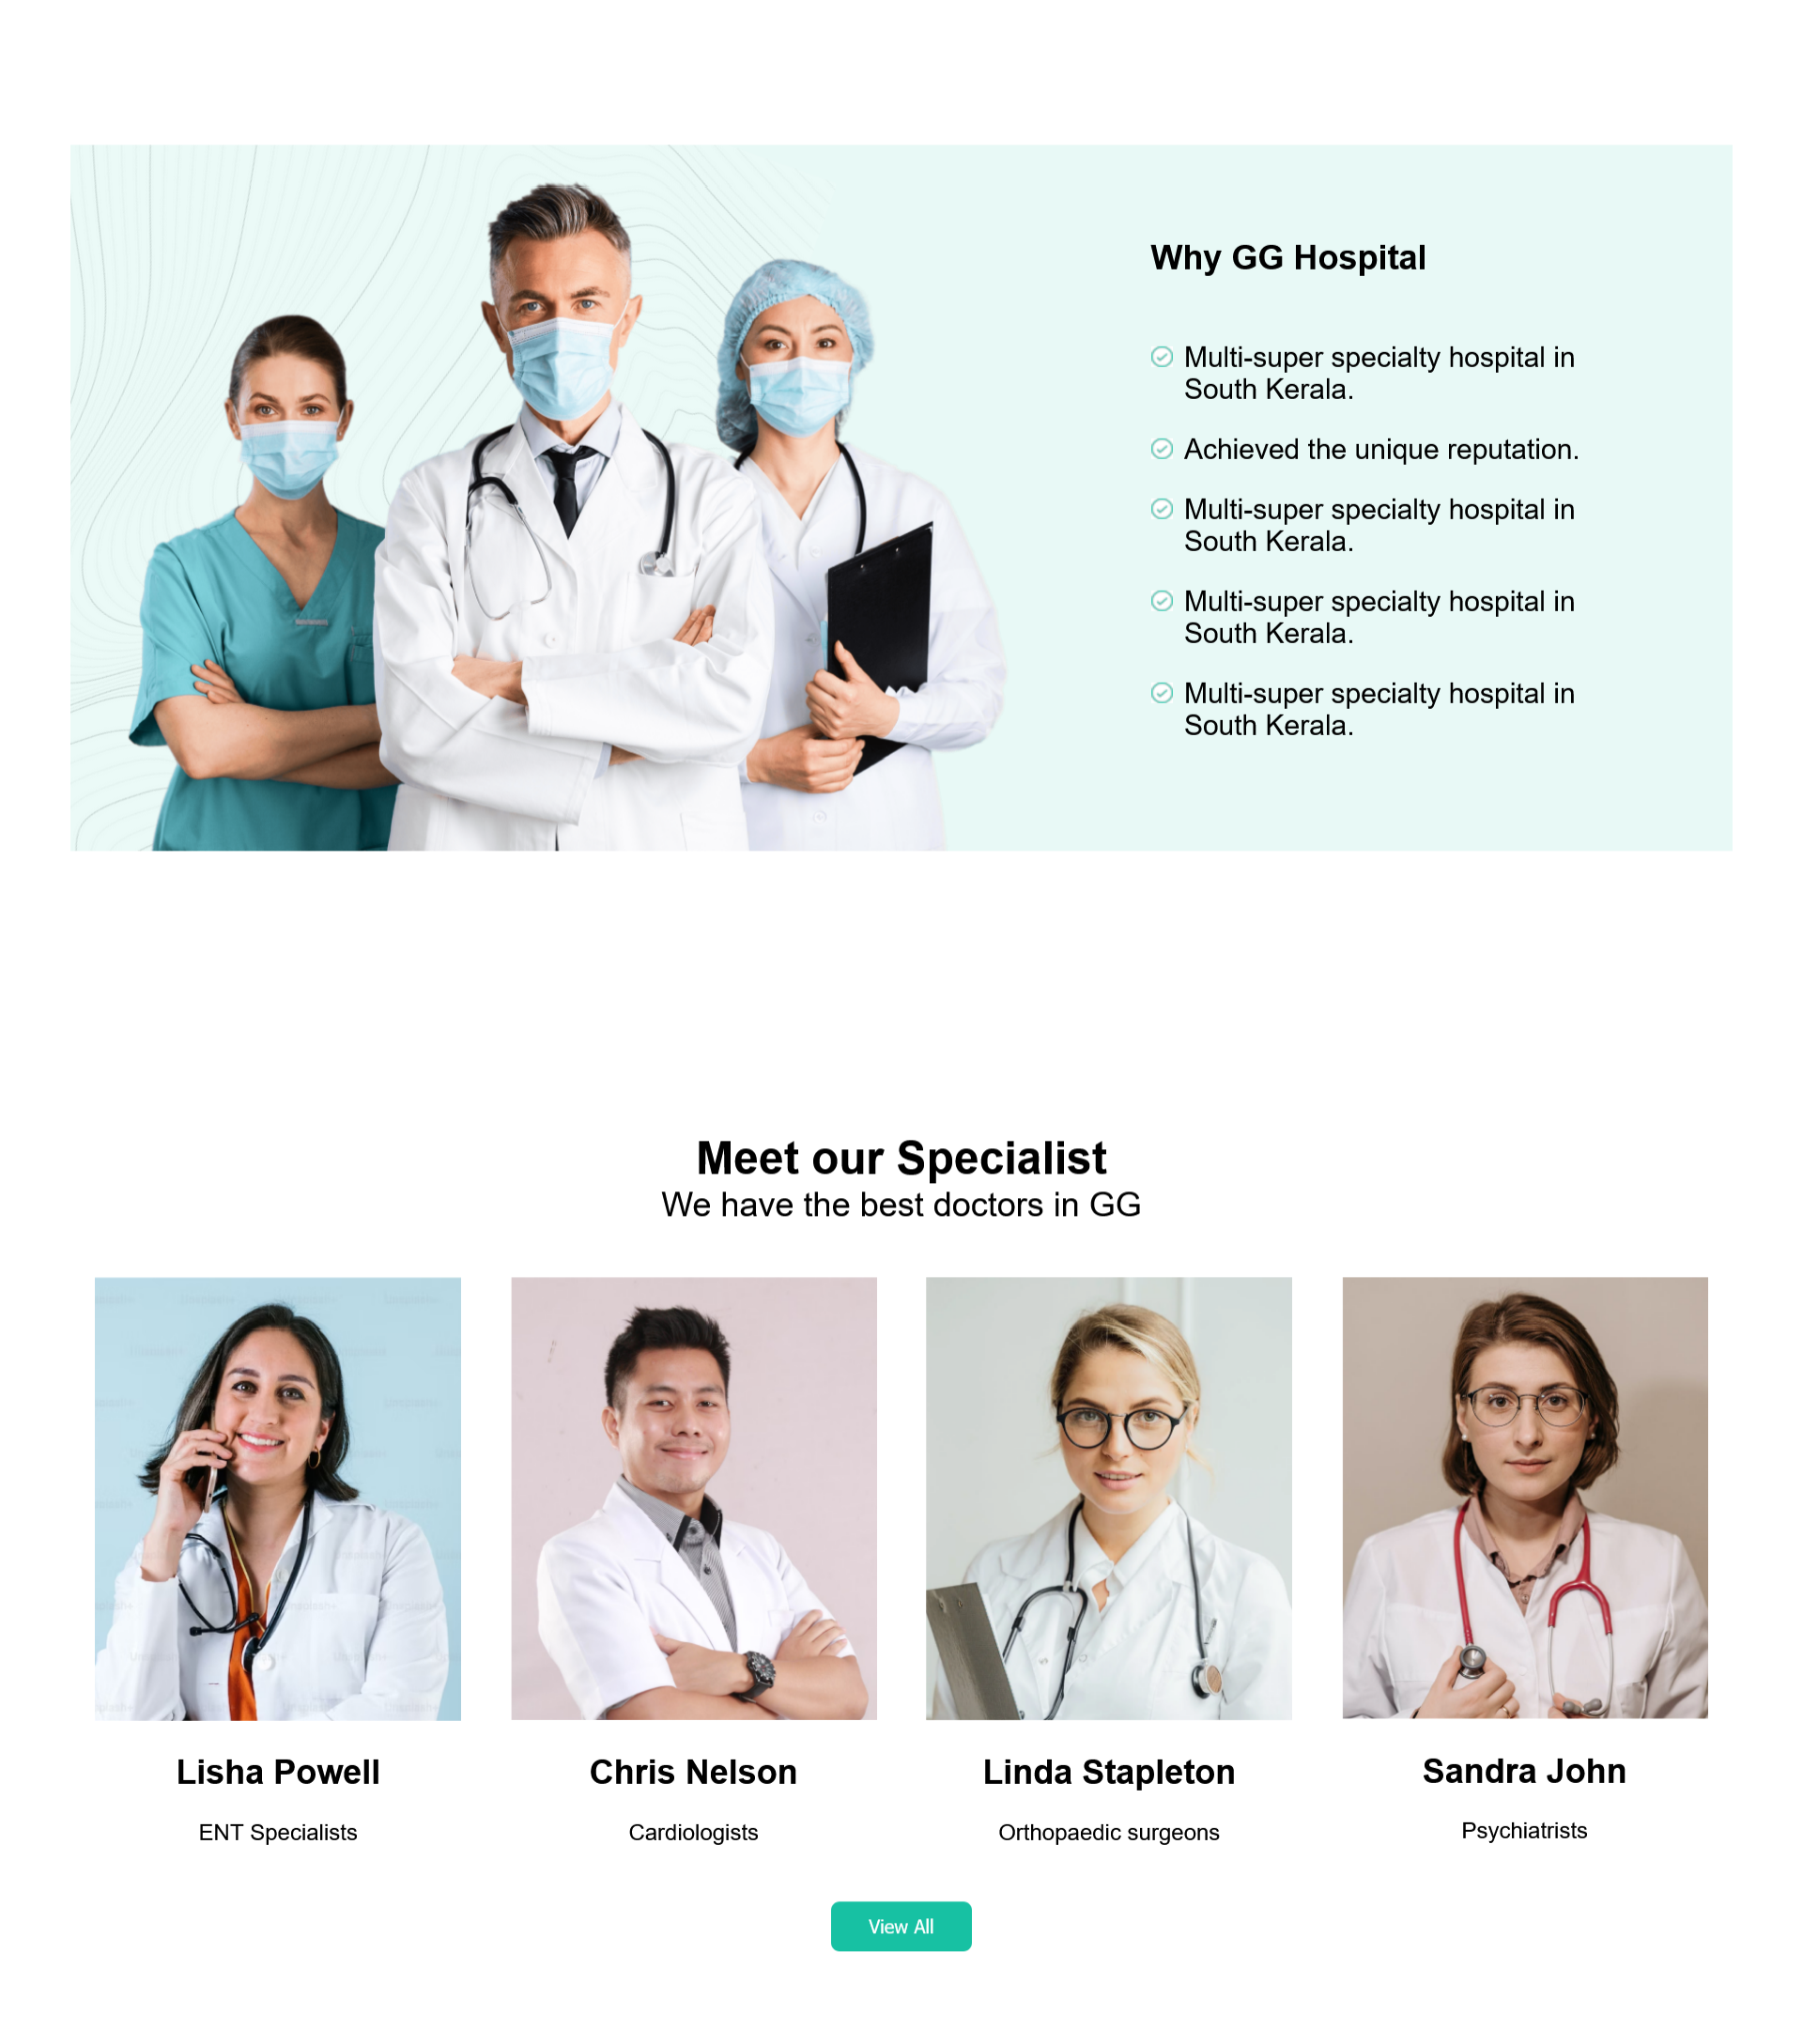 Why GG Hospital
Multi-super specialty hospital in
South Kerala.
Achieved the unique reputation.
Multi-super specialty hospital in
South Kerala.
Multi-super specialty hospital in
South Kerala.
Multi-super specialty hospital in
South Kerala.
Meet our Specialist
We have the best doctors in GG
Lisha Powell
Chris Nelson
Linda Stapleton
Sandra John
ENT Specialists
Cardiologists
Orthopaedic surgeons
Psychiatrists
View All